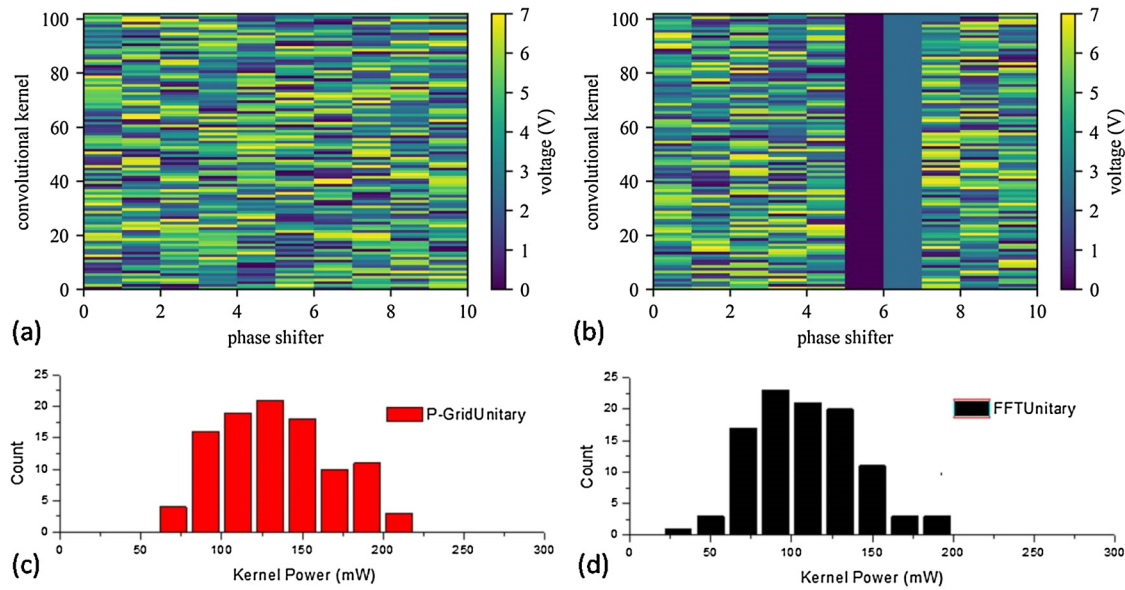 100
80
60
40
20
0
convolutional kernel
0 2 4 6 8 10
phase shifter
7
6
5
4
3
2
1
0
voltage (V)
(a)
100
80
60
40
20
0
convolutional kernel
0 2 4 6 8 10
phase shifter
7
6
5
4
3
2
1
0
voltage (V)
(b)
25
20
15
10
5
0
Count
P-GridUnitary
0 50 100 150 200 250 300
Kernel Power (mW)
(c)
25
20
15
10
5
0
Count
FFTUnitary
0 50 100 150 200 250 300
Kernel Power (mW)
(d)